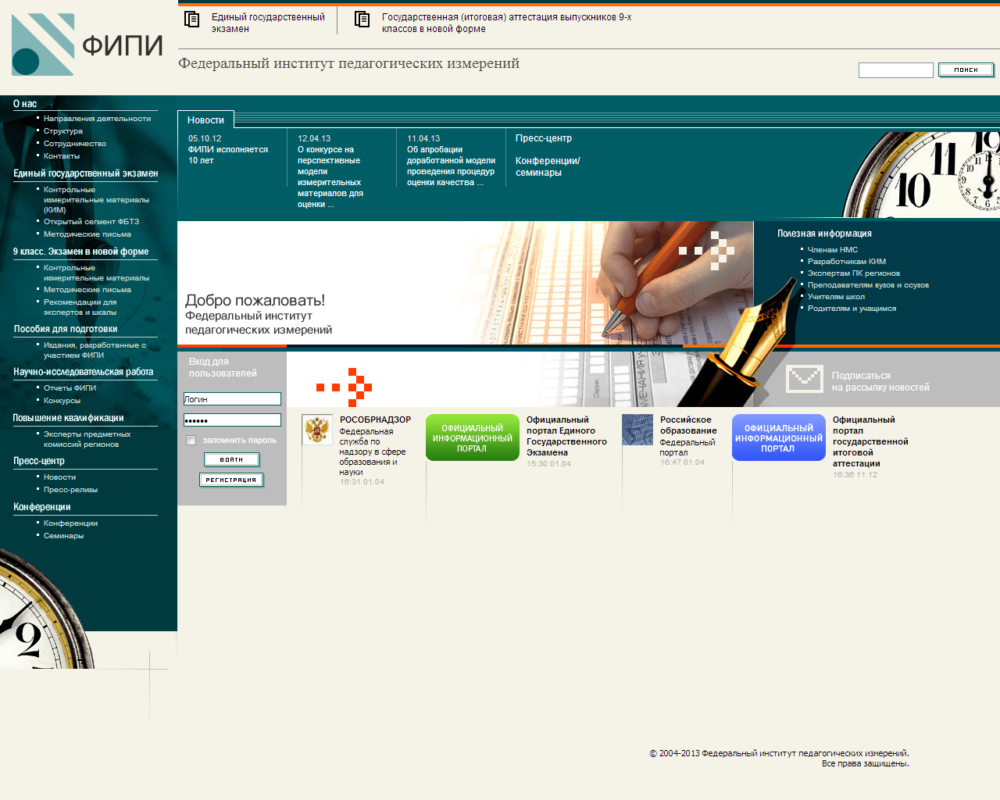 ФИПИ
Единый государственный
экзамен
Государственная (итоговая) аттестация выпускников 9-х
классов в новой форме
Федеральный институт педагогических измерений
ПОИСК
О нас
Направления деятельности
Структура
Сотрудничество
Контакты
Единый государственный экзамен
Контрольные
измерительные материалы
(КИМ)
Открытый сегмент ФБТЗ
Методические письма
9 класс. Экзамен в новой форме
Контрольные
измерительные материалы
Методические письма
Рекомендации для
экспертов и шкалы
Пособия для подготовки
Издания, разработанные с
участием ФИПИ
Научно-исследовательская работа
Отчеты ФИПИ
Конкурсы
Повышение квалификации
Эксперты предметных
комиссий регионов
Пресс-центр
Новости
Пресс-релизы
Конференции
Конференции
Семинары
Новости
05.10.12
ФИПИ исполняется
10 лет
12.04.13
О конкурсе на
перспективные
модели
измерительных
материалов для
оценки ...
11.04.13
Об апробации
доработанной модели
проведения процедур
оценки качества ...
Пресс-центр
Конференции/
семинары
10
11
12
Добро пожаловать!
Федеральный институт
педагогических измерений
Полезная информация
Членам НМС
Разработчикам КИМ
Экспертам ПК регионов
Преподавателям вузов и ссузов
Учителям школ
Родителям и учащимся
Вход для
пользователей
Логин
••••••
запомнить пароль
ВОЙТИ
РЕГИСТРАЦИЯ
Подписаться
на рассылку новостей
РОСОБРНАДЗОР
Федеральная
служба по
надзору в сфере
образования и
науки
16:31 01.04
ОФИЦИАЛЬНЫЙ
ИНФОРМАЦИОННЫЙ
ПОРТАЛ
Официальный
портал Единого
Государственного
Экзамена
15:30 01.04
Российское
образование
Федеральный
портал
16:47 01.04
ОФИЦИАЛЬНЫЙ
ИНФОРМАЦИОННЫЙ
ПОРТАЛ
Официальный
портал
государственной
итоговой
аттестации
16:36 11.12
2
© 2004-2013 Федеральный институт педагогических измерений.
Все права защищены.